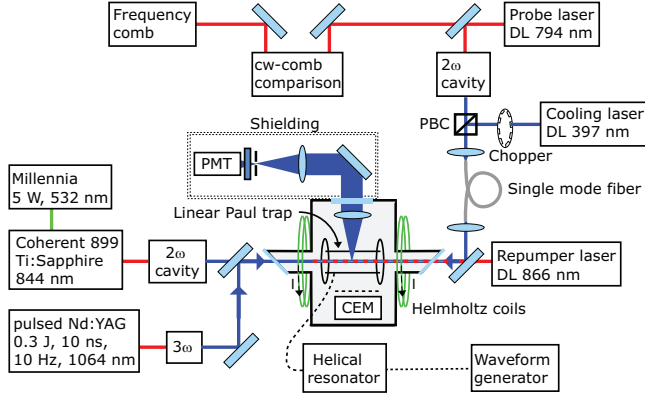 Frequency
comb
cw-comb
comparison
Probe laser
DL 794 nm
2ω
cavity
PBC
Cooling laser
DL 397 nm
Chopper
Single mode fiber
Shielding
PMT
Millennia
5 W, 532 nm
Linear Paul trap
Coherent 899
Ti:Sapphire
844 nm
2ω
cavity
Repumper laser
DL 866 nm
I
I
CEM
Helmholtz coils
pulsed Nd:YAG
0.3 J, 10 ns,
10 Hz, 1064 nm
3ω
Helical
resonator
Waveform
generator